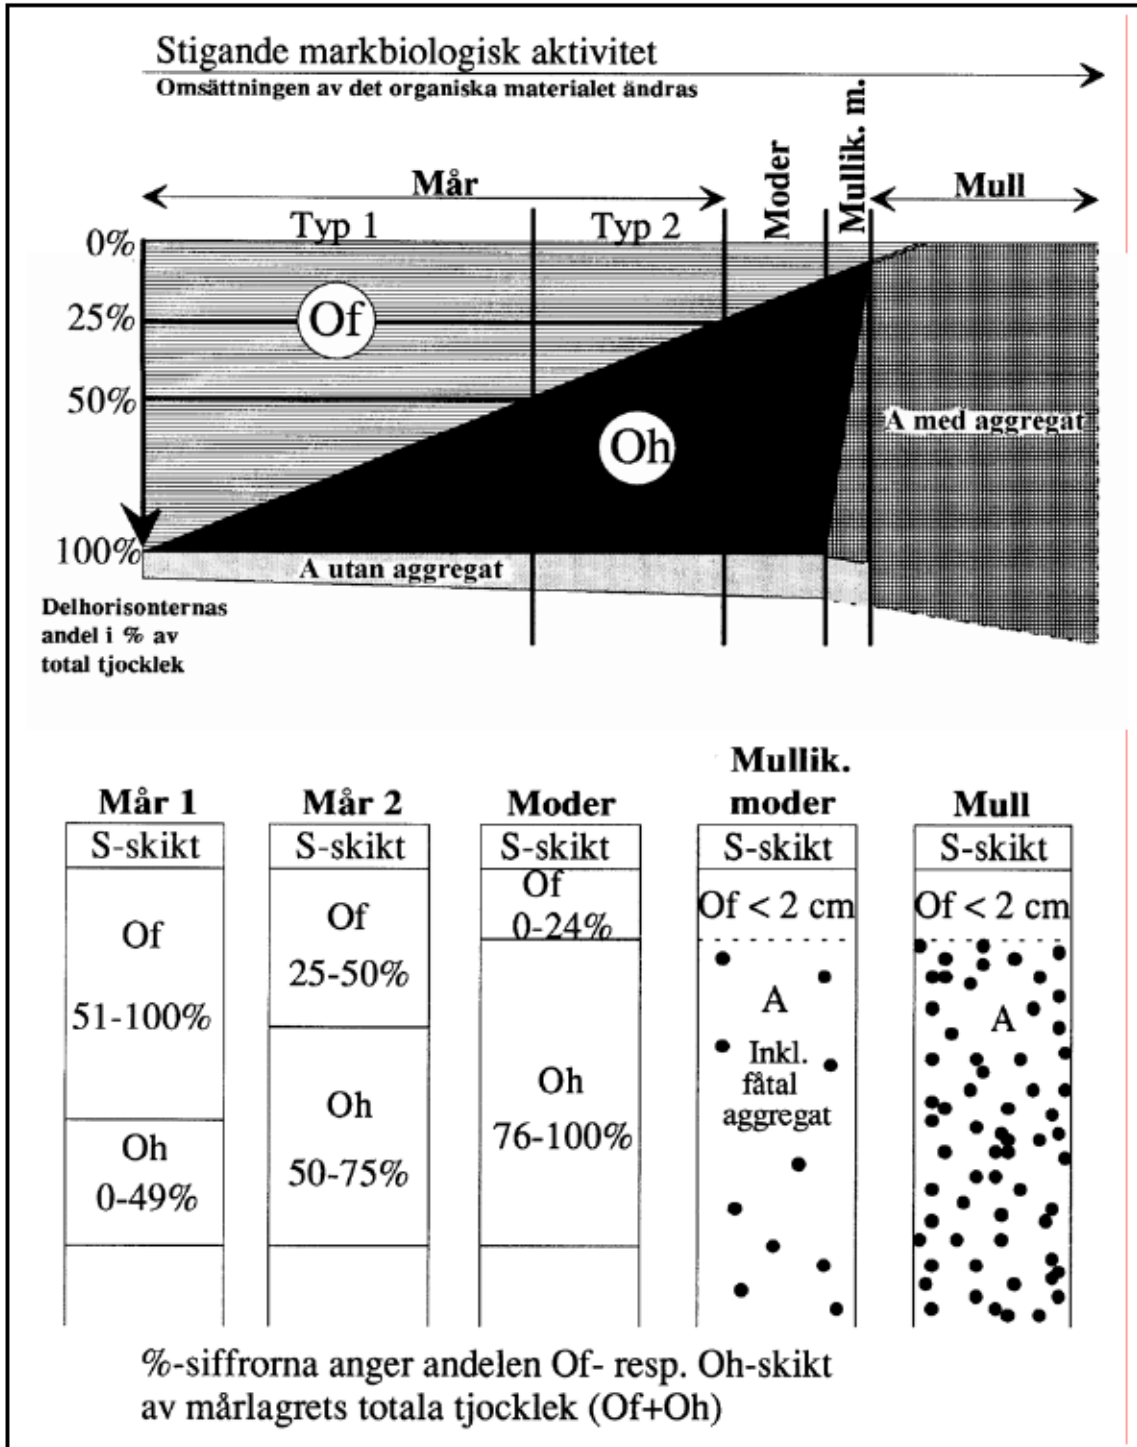 Stigande markbiologisk aktivitet
Omsättningen av det organiska materialet ändras
Mår
Moder
Mullik. m.
Mull
Typ 1
Typ 2
0%
25%
50%
100%
Of
Oh
A med aggregat
A utan aggregat
Delhorisonternas
andel i % av
total tjocklek
Mår 1
S-skikt
Of
51-100%
Oh
0-49%
Mår 2
S-skikt
Of
25-50%
Oh
50-75%
Moder
S-skikt
Of
0-24%
Oh
76-100%
Mullik.
moder
S-skikt
Of < 2 cm
A
Inkl.
fåtal
aggregat
Mull
S-skikt
Of < 2 cm
A
%-siffrorna anger andelen Of- resp. Oh-skikt
av mårlagrets totala tjocklek (Of+Oh)